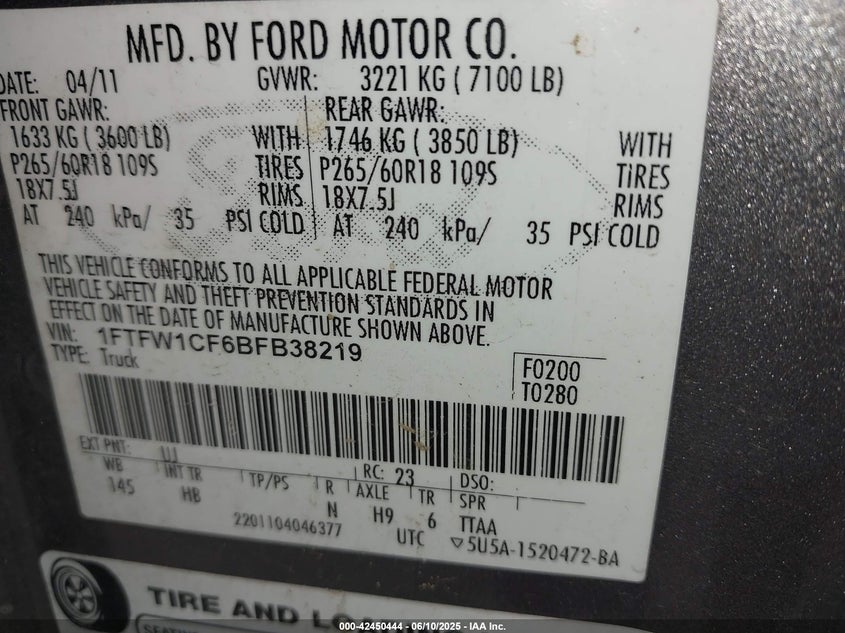 MFD. BY FORD MOTOR CO.
DATE: 04/11 GVWR: 3221 KG ( 7100 LB)
FRONT GAWR: REAR GAWR:
1633 KG ( 3600 LB) WITH 1746 KG ( 3850 LB) WITH
P265/60R18 109S TIRES P265/60R18 109S TIRES
18X7.5J RIMS 18X7.5J RIMS
AT 240 kPa/ 35 PSI COLD AT 240 kPa/ 35 PSI COLD
THIS VEHICLE CONFORMS TO ALL APPLICABLE FEDERAL MOTOR
VEHICLE SAFETY AND THEFT PREVENTION STANDARDS IN
EFFECT ON THE DATE OF MANUFACTURE SHOWN ABOVE.
VIN: 1FTFW1CF6BFB38219
TYPE: Truck
F0200
T0280
EXT PNT: UJ RC: 23 DSO:
WB INT TR TP/PS R AXLE TR SPR
145 HB N H9 6 TTAA
2201104046377 UTC ▽5U5A-1520472-BA
TIRE AND
000-42450444 - 06/10/2025 - IAA Inc.